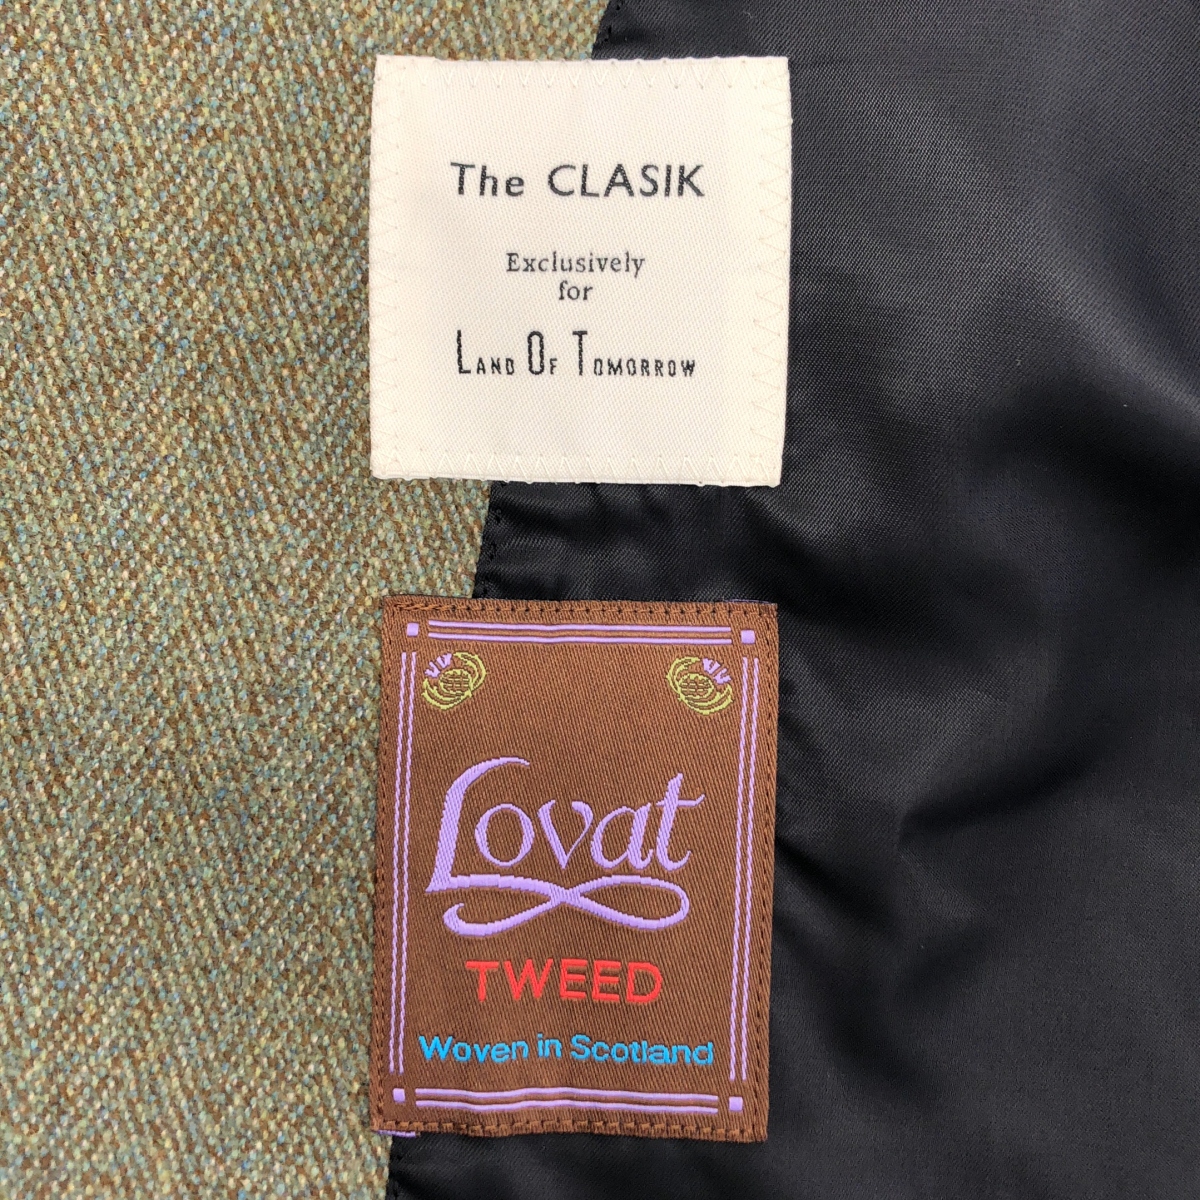 The CLASIK
Exclusively
for
LAND OF TOMORROW
Lovat
TWEED
Woven in Scotland